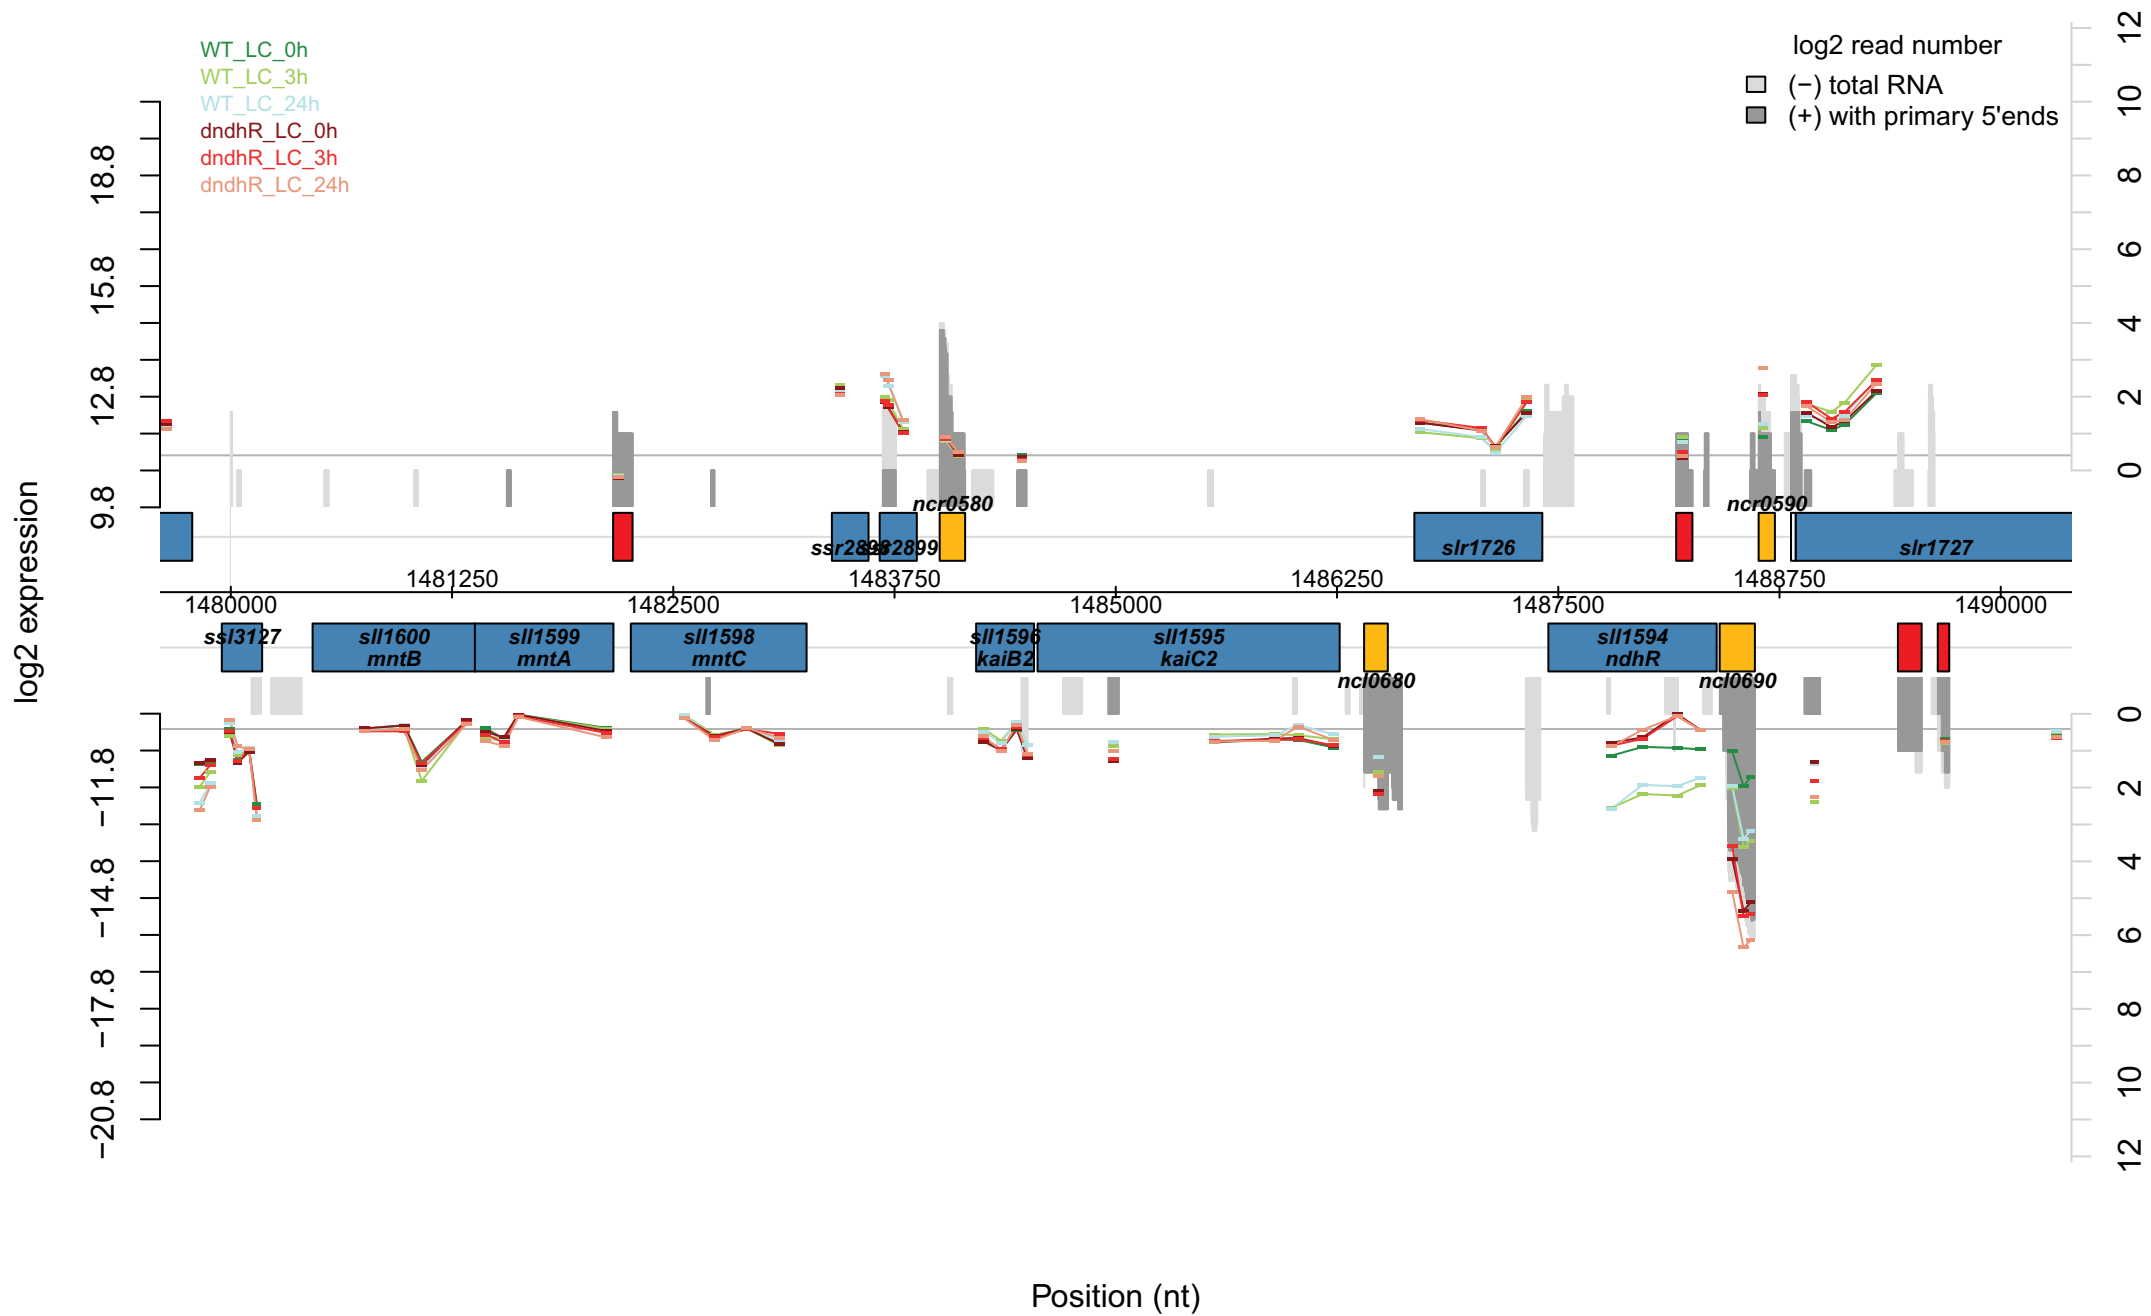 WT_LC_0h
WT_LC_3h
WT_LC_24h
dndhR_LC_0h
dndhR_LC_3h
dndhR_LC_24h
log2 read number
(−) total RNA
(+) with primary 5'ends
log2 expression
18.8
15.8
12.8
9.8
12
10
8
6
4
2
0
ncr0580
ncr0590
ssr2898
ssr2899
slr1726
slr1727
1481250
1483750
1486250
1488750
1480000
1482500
1485000
1487500
1490000
ssl3127
sll1600
mntB
sll1599
mntA
sll1598
mntC
sll1596
kaiB2
sll1595
kaiC2
ncl0680
sll1594
ndhR
ncl0690
−11.8
−14.8
−17.8
−20.8
0
2
4
6
8
10
12
Position (nt)